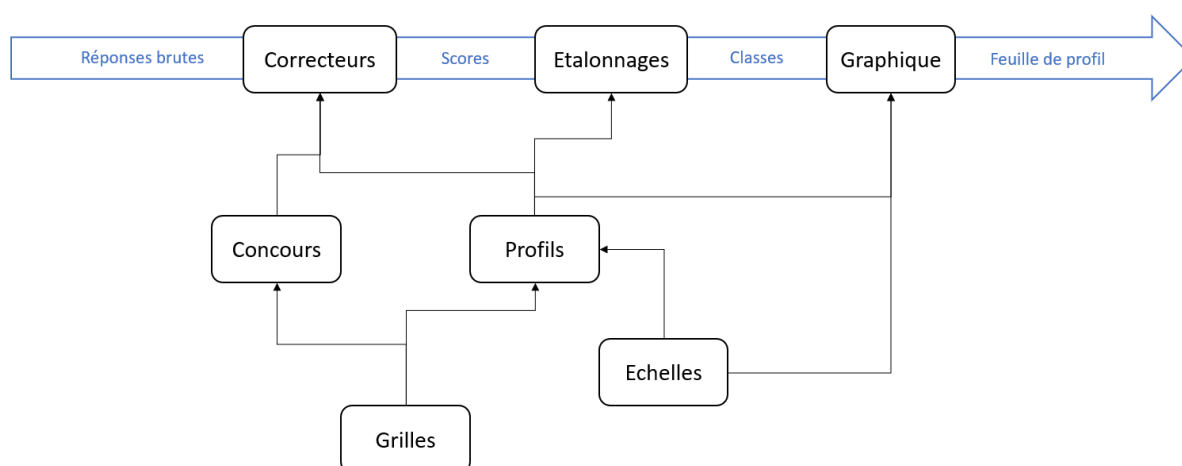 Réponses brutes
Correcteurs
Scores
Etalonnages
Classes
Graphique
Feuille de profil
Concours
Profils
Echelles
Grilles